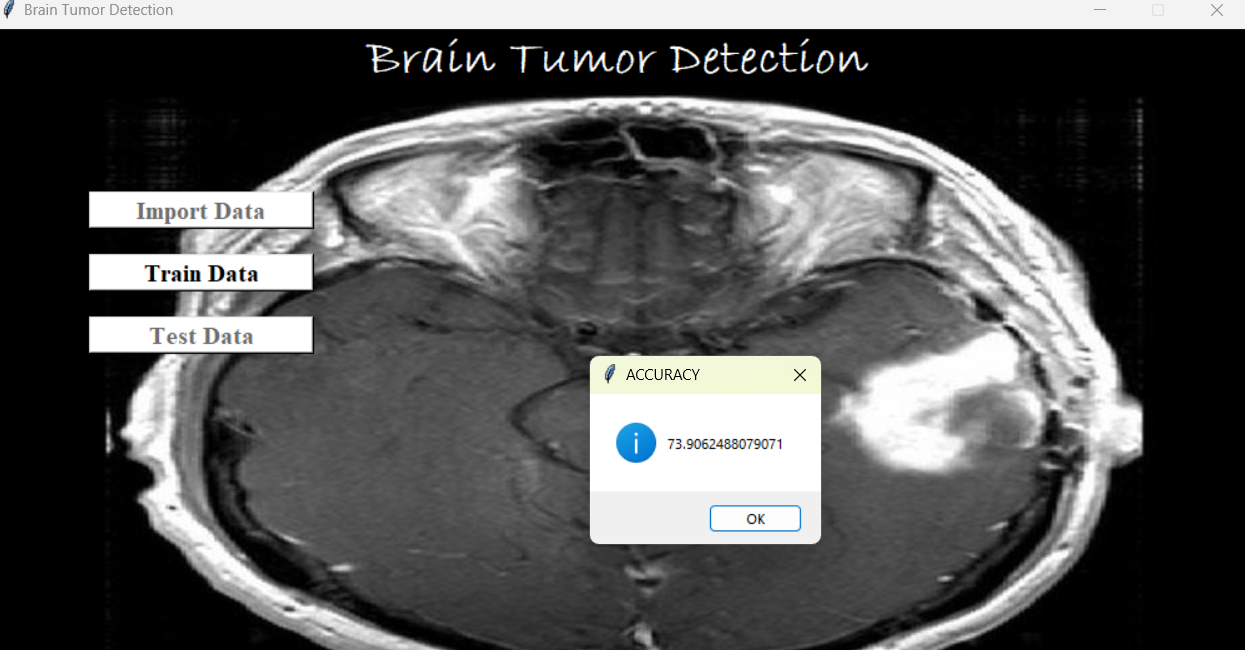 Brain Tumor Detection
Brain Tumor Detection
Import Data
Train Data
Test Data
ACCURACY
73.9062488079071
OK